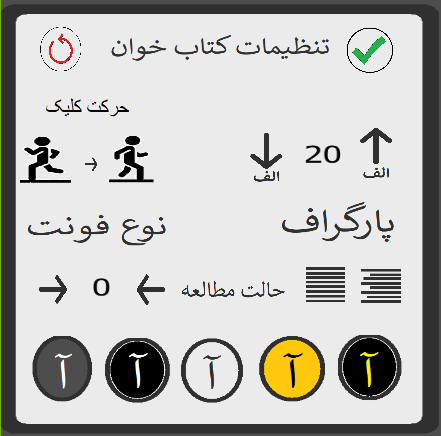 تنظیمات کتاب خوان
حرکت کلیک
الف 20 الف
پارگراف نوع فونت
حالت مطالعه 0
آ آ آ آ آ